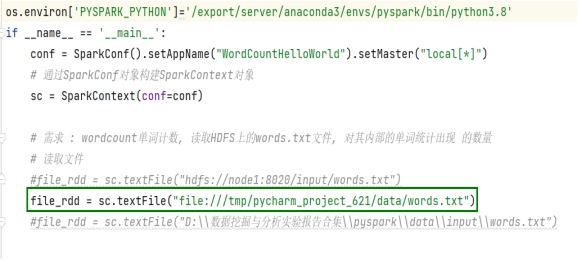 os.environ['PYSPARK_PYTHON']='/export/server/anaconda3/envs/pyspark/bin/python3.8'
if __name__ == '__main__':
conf = SparkConf().setAppName("WordCountHelloWorld").setMaster("local[*]")
# 通过SparkConf对象构建SparkContext对象
sc = SparkContext(conf=conf)
# 需求 : wordcount单词计数, 读取HDFS上的words.txt文件, 对其内部的单词统计出现 的数量
# 读取文件
#file_rdd = sc.textFile("hdfs://node1:8020/input/words.txt")
file_rdd = sc.textFile("file:///tmp/pycharm_project_621/data/words.txt")
#file_rdd = sc.textFile("D:\\数据挖掘与分析实验报告合集\\pyspark\\data\\input\\words.txt")